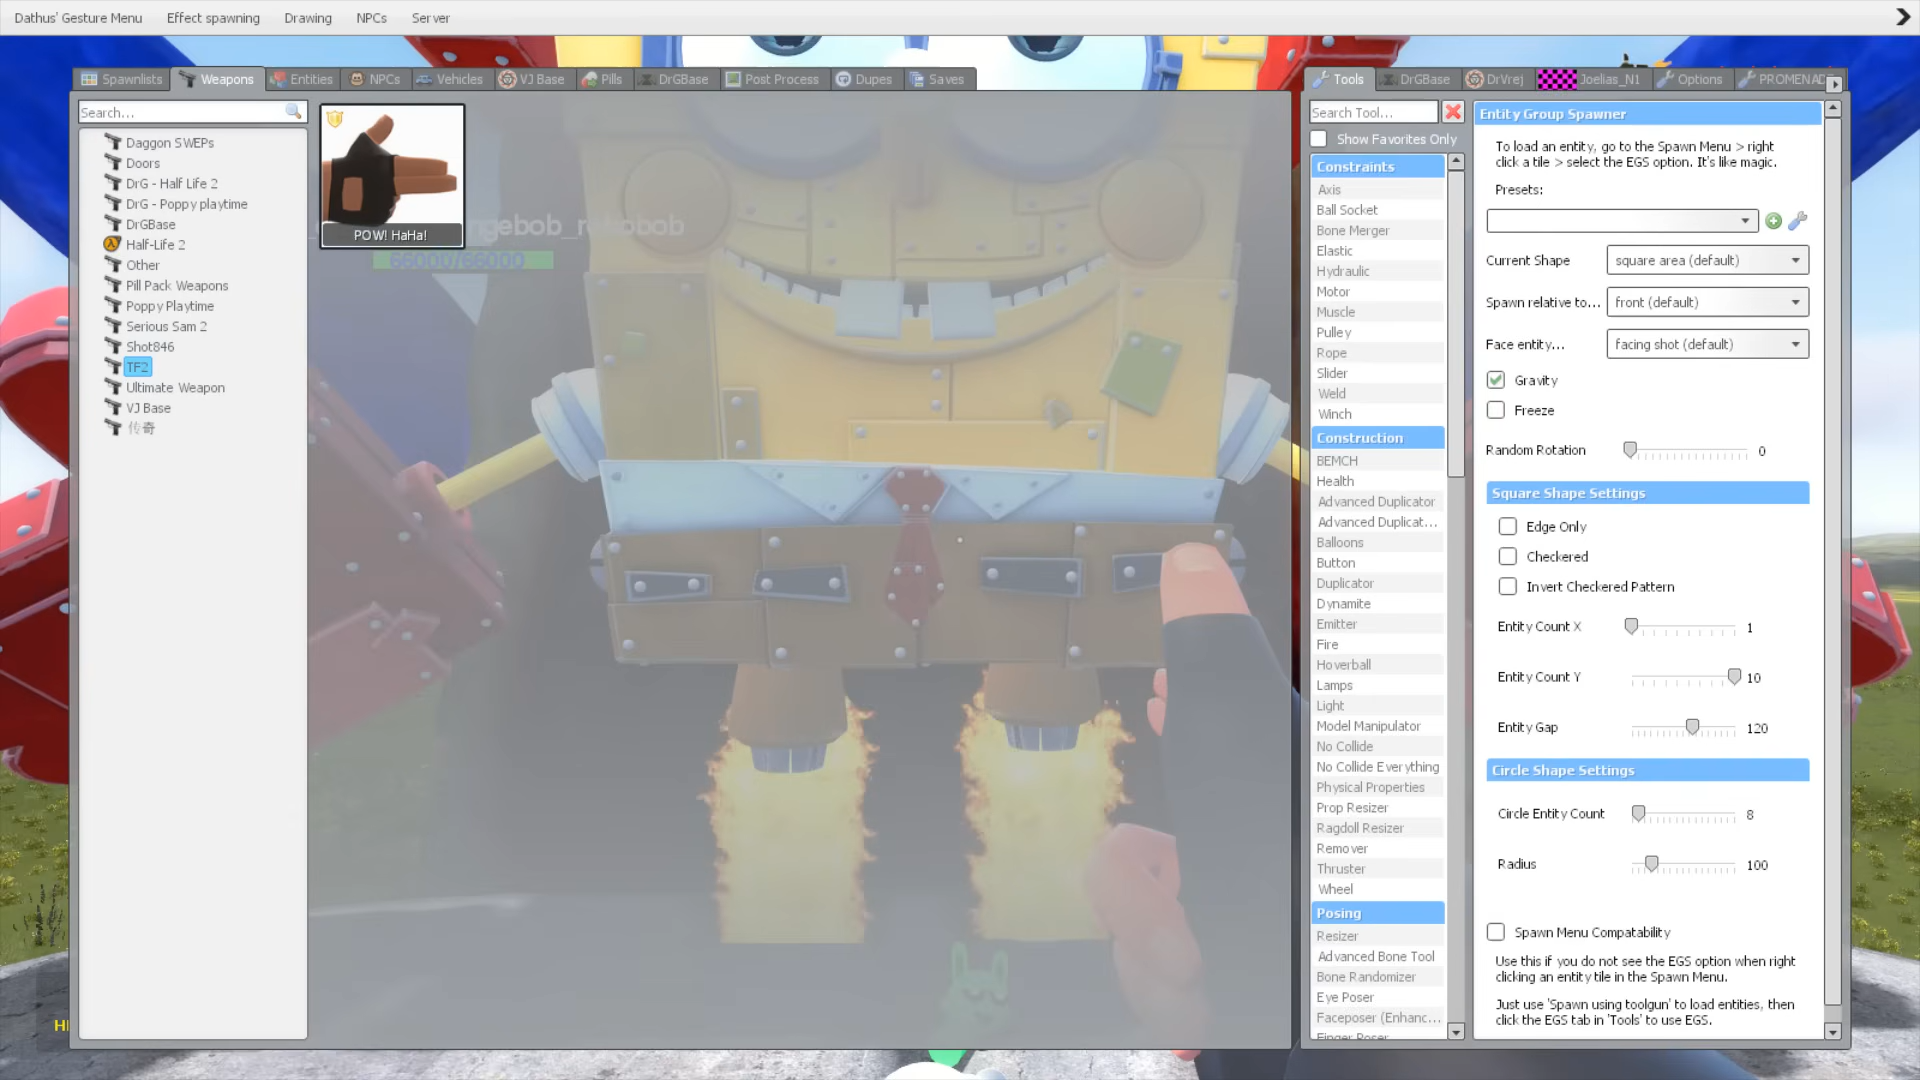 Dathus' Gesture Menu Effect spawning Drawing NPCs Server
Spawnlists Weapons Entities NPCs Vehicles VJ Base Pills DrGBase Post Process Dupes Saves
Search...
Daggon SWEPs
Doors
DrG - Half Life 2
DrG - Poppy playtime
DrGBase
Half-Life 2
Other
Pill Pack Weapons
Poppy Playtime
Serious Sam 2
Shot846
TF2
Ultimate Weapon
VJ Base
传奇
POW! HaHa!
66000/66000
Tools DrGBase DrVrej Joelias_N1 Options PROMENAD
Search Tool...
Show Favorites Only
Constraints
Axis
Ball Socket
Bone Merger
Elastic
Hydraulic
Motor
Muscle
Pulley
Rope
Slider
Weld
Winch
Construction
BEMCH
Health
Advanced Duplicator
Advanced Duplicat...
Balloons
Button
Duplicator
Dynamite
Emitter
Fire
Hoverball
Lamps
Light
Model Manipulator
No Collide
No Collide Everything
Physical Properties
Prop Resizer
Ragdoll Resizer
Remover
Thruster
Wheel
Posing
Resizer
Advanced Bone Tool
Bone Randomizer
Eye Poser
Faceposer (Enhanc...
Finger Poser
Entity Group Spawner
To load an entity, go to the Spawn Menu > right
click a tile > select the EGS option. It's like magic.
Presets:
Current Shape square area (default)
Spawn relative to... front (default)
Face entity... facing shot (default)
Gravity
Freeze
Random Rotation 0
Square Shape Settings
Edge Only
Checkered
Invert Checkered Pattern
Entity Count X 1
Entity Count Y 10
Entity Gap 120
Circle Shape Settings
Circle Entity Count 8
Radius 100
Spawn Menu Compatability
Use this if you do not see the EGS option when right
clicking an entity tile in the Spawn Menu.
Just use 'Spawn using toolgun' to load entities, then
click the EGS tab in 'Tools' to use EGS.